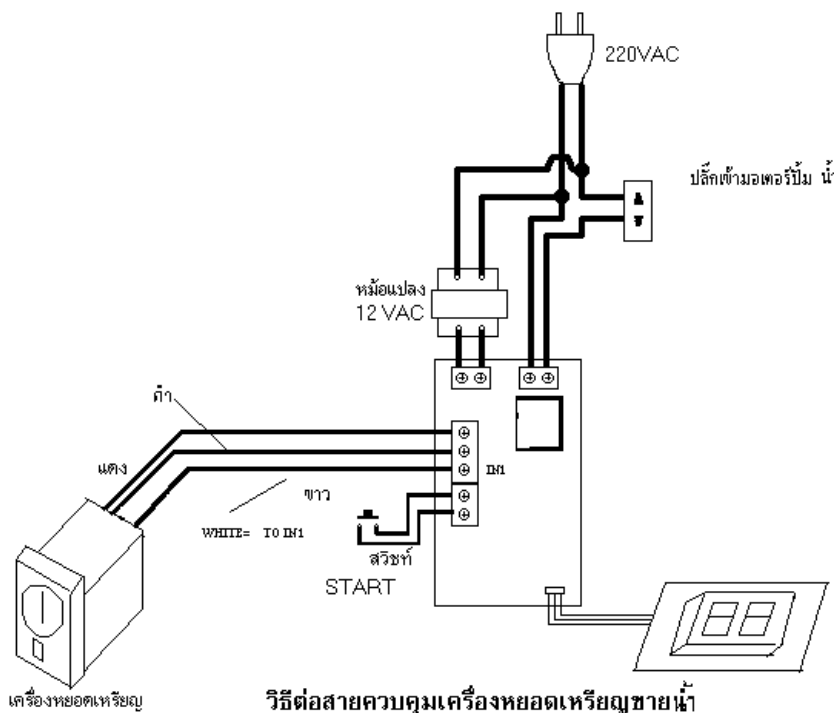 220VAC
ปลั๊กเข้ามอเตอร์ปั๊ม น้ำ
หม้อแปลง
12 VAC
ดำ
แดง
IN1
ขาว
WHITE= TO IN1
สวิชท์
START
เครื่องหยอดเหรียญ
วิธีต่อสายควบคุมเครื่องหยอดเหรียญขายน้ำ